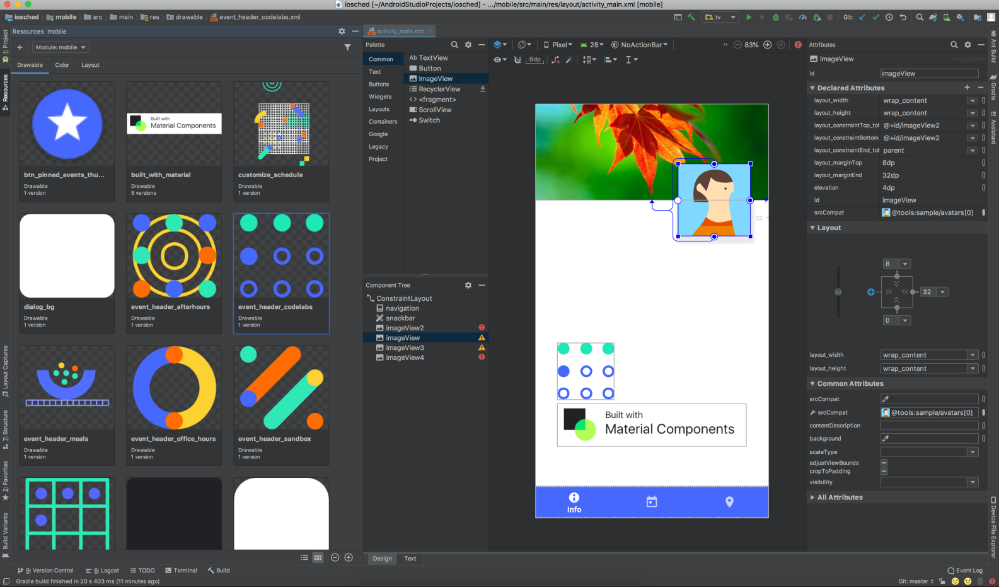 iosched [~/AndroidStudioProjects/iosched] - .../mobile/src/main/res/layout/activity_main.xml [mobile]
iosched
mobile
src
main
res
drawable
event_header_codelabs.xml
tv
Git:
1: Project
Resources
Layout Captures
7: Structure
2: Favorites
Build Variants
Resources mobile
Module: mobile
Drawable
Color
Layout
btn_pinned_events_thu...
Drawable
1 version
Built with
Material Components
built_with_material
Drawable
5 versions
customize_schedule
Drawable
1 version
dialog_bg
Drawable
1 version
event_header_afterhours
Drawable
1 version
event_header_codelabs
Drawable
1 version
event_header_meals
Drawable
1 version
event_header_office_hours
Drawable
1 version
event_header_sandbox
Drawable
1 version
activity_main.xml
Palette
Common
Text
Buttons
Widgets
Layouts
Containers
Google
Legacy
Project
Ab TextView
Button
ImageView
RecyclerView
<fragment>
ScrollView
Switch
Component Tree
ConstraintLayout
navigation
snackbar
imageView2
imageView
imageView3
imageView4
Pixel
28
NoActionBar
83%
8dp
32
Built with
Material Components
Info
Design
Text
Attributes
imageView
imageView
id
imageView
Declared Attributes
layout_width wrap_content
layout_height wrap_content
layout_constraintTop_toE @+id/imageView2
layout_constraintBottom_ @+id/imageView2
layout_constraintEnd_toE parent
layout_marginTop 8dp
layout_marginEnd 32dp
elevation 4dp
id imageView
srcCompat @tools:sample/avatars[0]
Layout
8
50
32
0
layout_width wrap_content
layout_height wrap_content
Common Attributes
srcCompat
srcCompat @tools:sample/avatars[0]
contentDescription
background
scaleType
adjustViewBounds
cropToPadding
visibility
All Attributes
Ant Build
Gradle
Assistant
Device File Explorer
9: Version Control
6: Logcat
TODO
Terminal
Build
Event Log
Gradle build finished in 20 s 403 ms (11 minutes ago)
Git: master